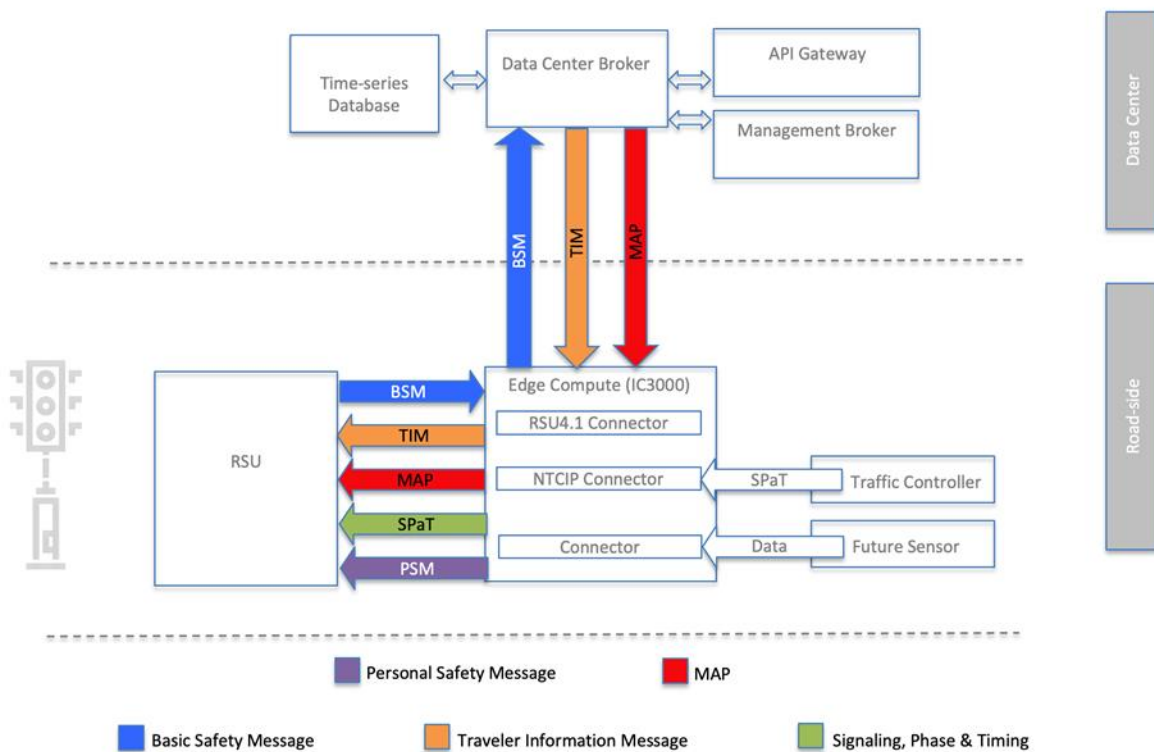 Time-series
Database
Data Center Broker
API Gateway
Management Broker
Data Center
BSM
TIM
MAP
Road-side
RSU
BSM
TIM
MAP
SPaT
PSM
Edge Compute (IC3000)
RSU4.1 Connector
NTCIP Connector
Connector
SPaT
Traffic Controller
Data
Future Sensor
Personal Safety Message
MAP
Basic Safety Message
Traveler Information Message
Signaling, Phase & Timing